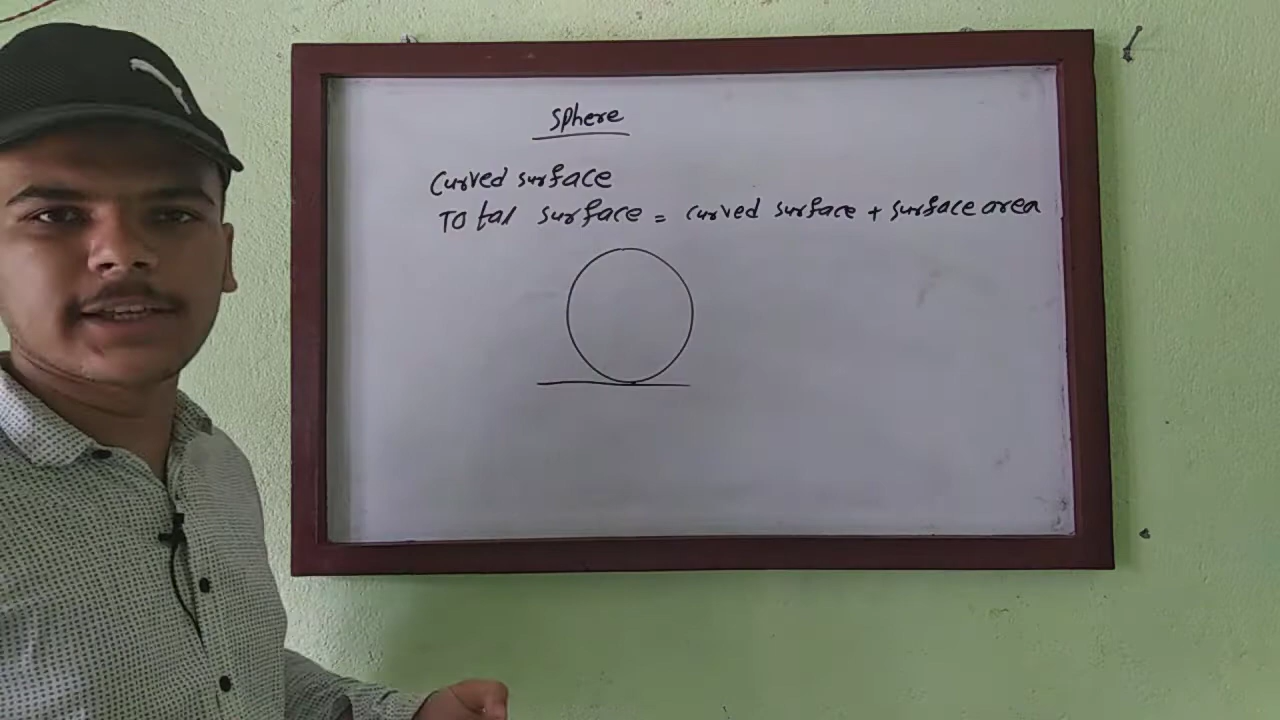 Sphere
Curved surface
Total surface = curved surface + surface area